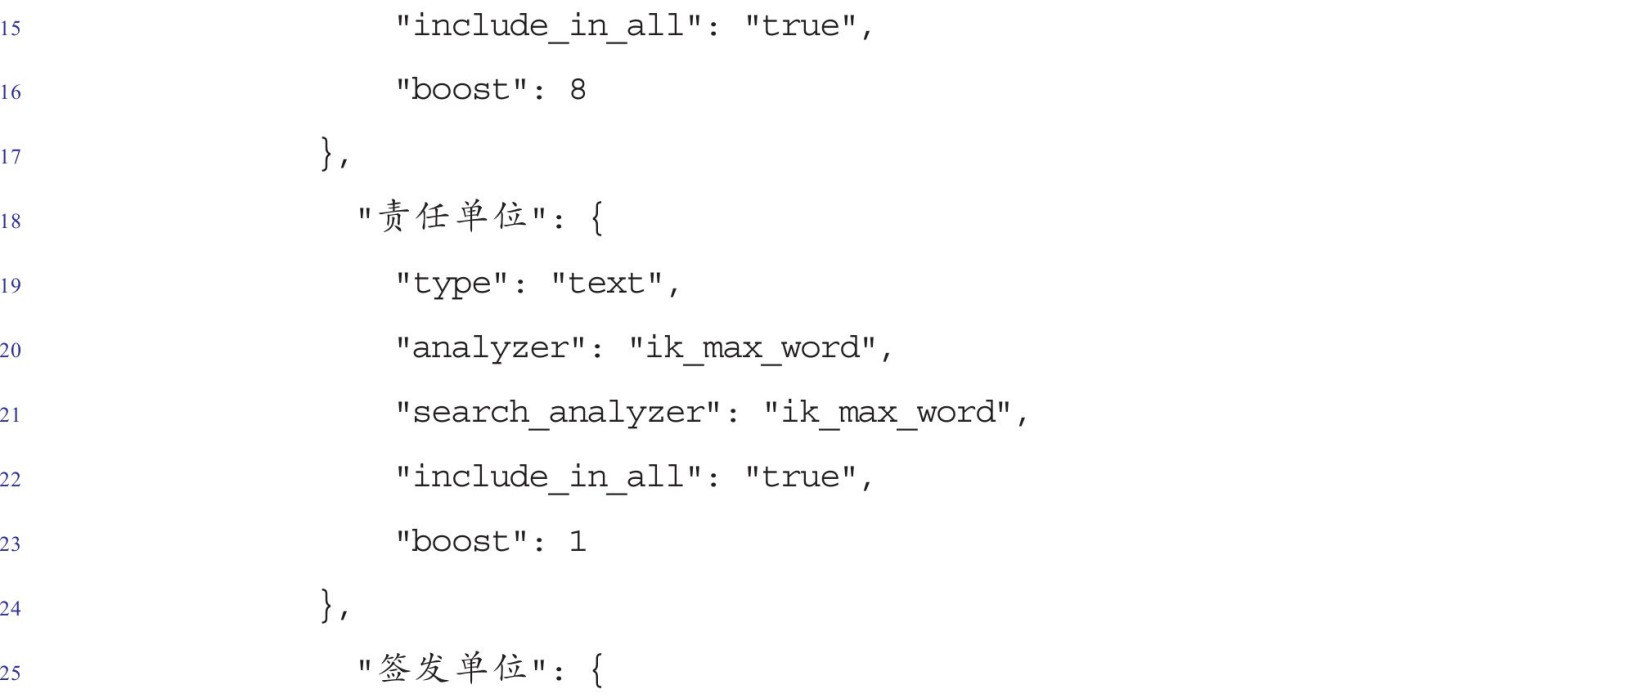 15 "include_in_all": "true",
16 "boost": 8
17 },
18 "责任单位": {
19 "type": "text",
20 "analyzer": "ik_max_word",
21 "search_analyzer": "ik_max_word",
22 "include_in_all": "true",
23 "boost": 1
24 },
25 "签发单位": {